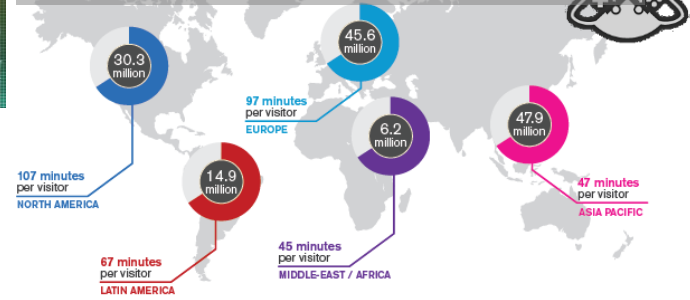 30.3
million
107 minutes
per visitor
NORTH AMERICA
45.6
million
97 minutes
per visitor
EUROPE
14.9
million
67 minutes
per visitor
LATIN AMERICA
6.2
million
45 minutes
per visitor
MIDDLE-EAST / AFRICA
47.9
million
47 minutes
per visitor
ASIA PACIFIC